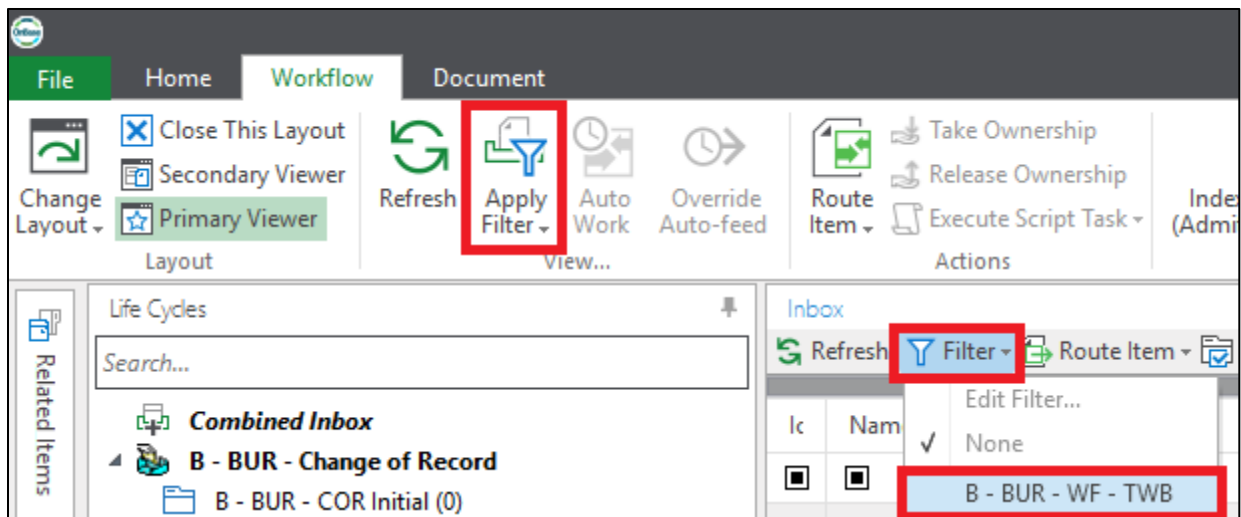 OnBase
File Home Workflow Document
Close This Layout
Secondary Viewer
Primary Viewer
Change
Layout
Refresh
Apply
Filter
Auto
Work
Override
Auto-feed
Route
Item
Take Ownership
Release Ownership
Execute Script Task
Layout
View...
Actions
Related Items
Life Cycles
Search...
Combined Inbox
B - BUR - Change of Record
B - BUR - COR Initial (0)
Inbox
Refresh Filter Route Item
Edit Filter...
None
B - BUR - WF - TWB